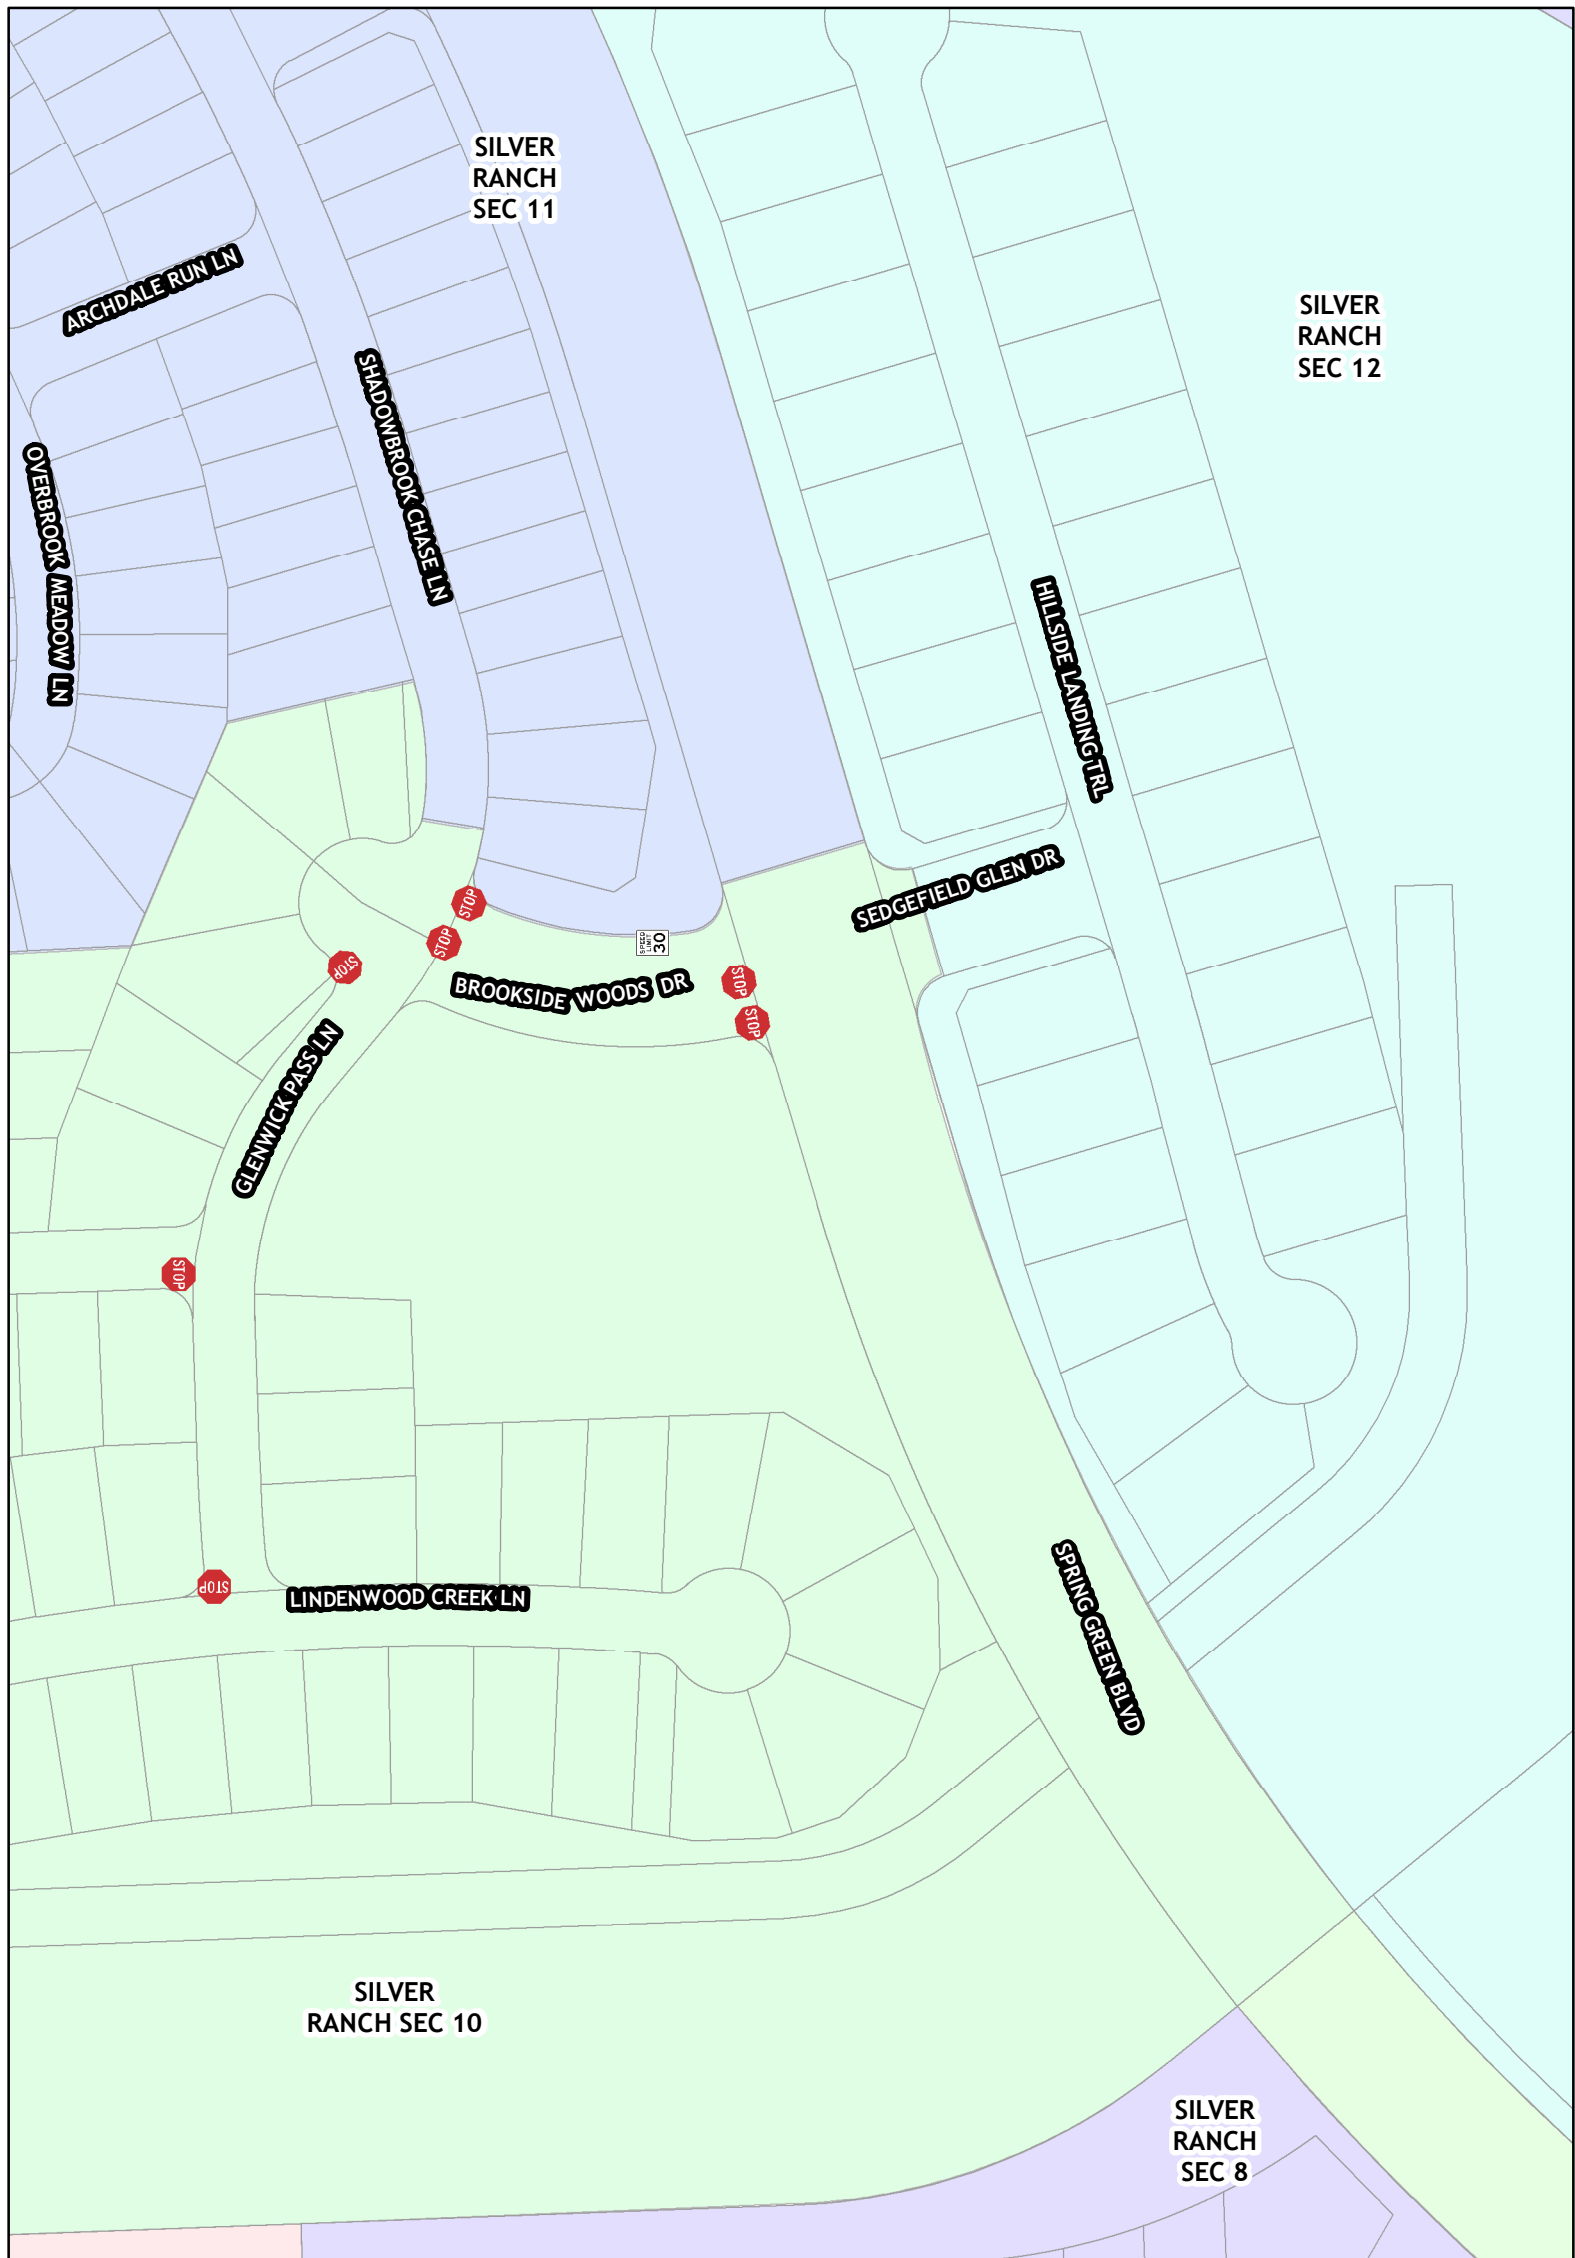 SILVER
RANCH
SEC 11
ARCHDALE RUN LN
SILVER
RANCH
SEC 12
SHADOWBROOK CHASE LN
OVERBROOK MEADOW LN
HILLSIDE LANDING TRL
SEDGEFIELD GLEN DR
STOP
STOP
SPEED
LIMIT
30
STOP
BROOKSIDE WOODS DR
STOP
STOP
GLENWICK PASS LN
STOP
STOP
LINDENWOOD CREEK LN
SPRING GREEN BLVD
SILVER
RANCH SEC 10
SILVER
RANCH
SEC 8